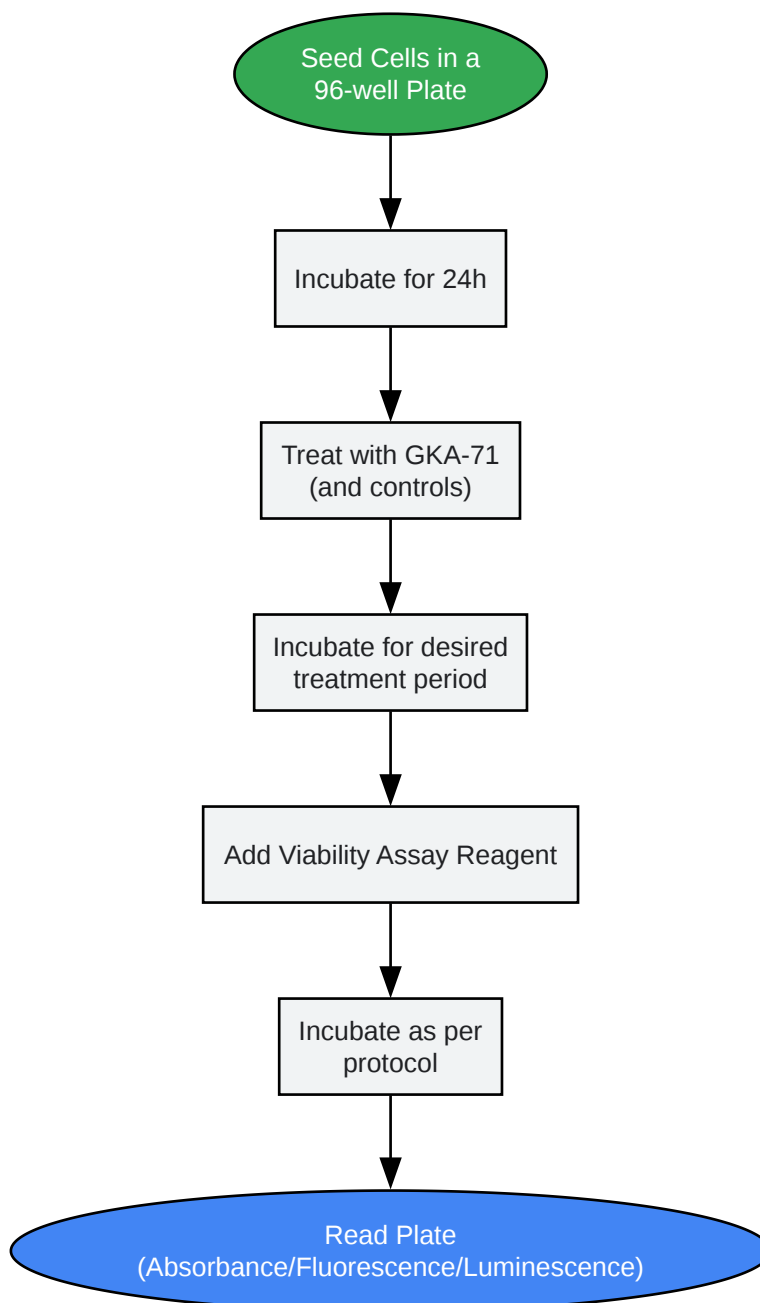 Seed Cells in a
96-well Plate
Incubate for 24h
Treat with GKA-71
(and controls)
Incubate for desired
treatment period
Add Viability Assay Reagent
Incubate as per
protocol
Read Plate
(Absorbance/Fluorescence/Luminescence)